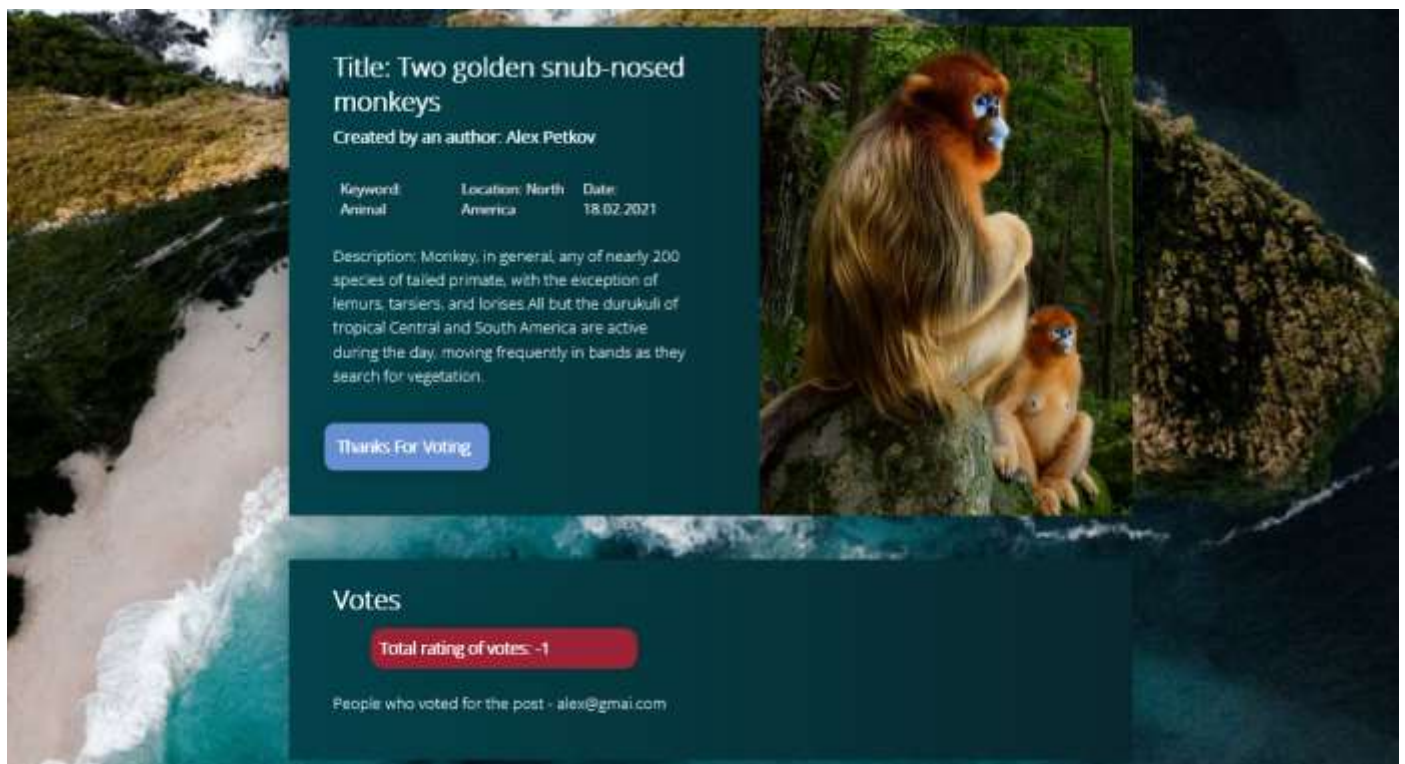 Title: Two golden snub-nosed
monkeys
Created by an author: Alex Petkov
Keyword:
Animal
Location: North
America
Date:
18.02.2021
Description: Monkey, in general, any of nearly 200
species of tailed primate, with the exception of
lemurs, tarsiers, and lorises.All but the durukuli of
tropical Central and South America are active
during the day, moving frequently in bands as they
search for vegetation.
Thanks For Voting
Votes
Total rating of votes: -1
People who voted for the post - alex@gmai.com